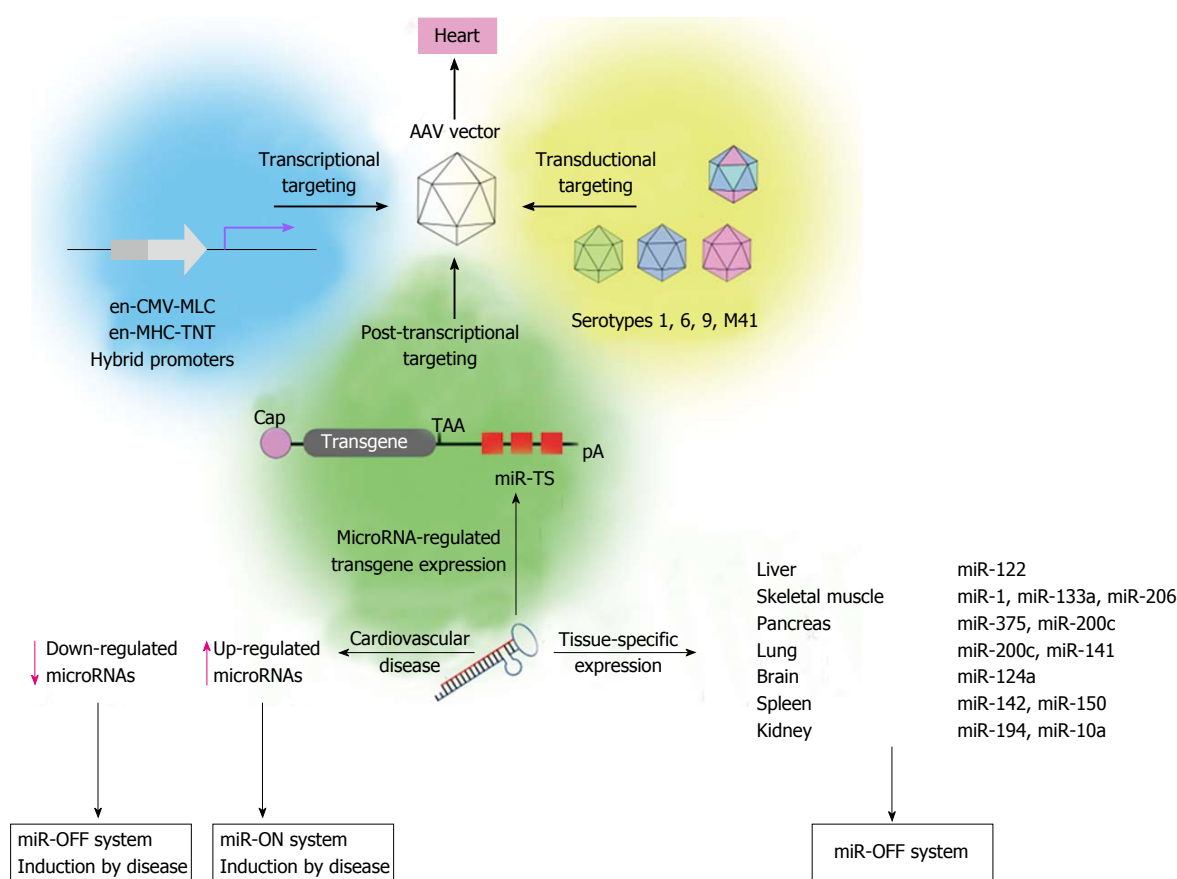 Heart
AAV vector
Transcriptional
targeting
Transductional
targeting
en-CMV-MLC
en-MHC-TNT
Hybrid promoters
Serotypes 1, 6, 9, M41
Post-transcriptional
targeting
Cap
Transgene
TAA
pA
miR-TS
MicroRNA-regulated
transgene expression
Cardiovascular
disease
Tissue-specific
expression
Down-regulated
microRNAs
Up-regulated
microRNAs
Liver miR-122
Skeletal muscle miR-1, miR-133a, miR-206
Pancreas miR-375, miR-200c
Lung miR-200c, miR-141
Brain miR-124a
Spleen miR-142, miR-150
Kidney miR-194, miR-10a
miR-OFF system
Induction by disease
miR-ON system
Induction by disease
miR-OFF system